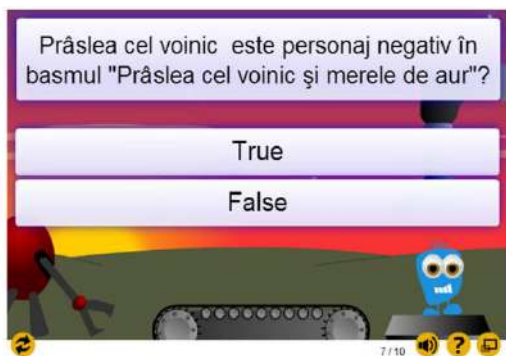 Prâslea cel voinic este personaj negativ în
basmul "Prâslea cel voinic şi merele de aur"?
True
False
7/10
?